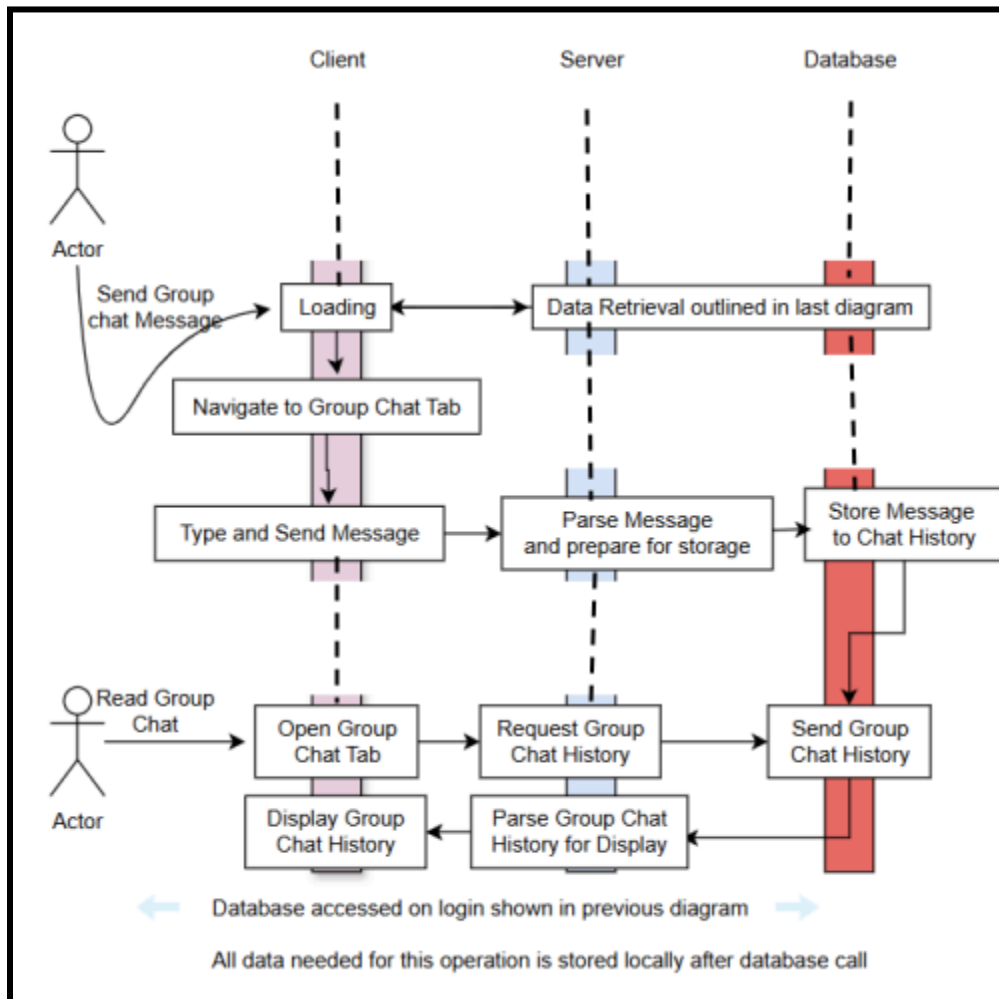 Client
Server
Database
Actor
Send Group
chat Message
Loading
Data Retrieval outlined in last diagram
Navigate to Group Chat Tab
Type and Send Message
Parse Message
and prepare for storage
Store Message
to Chat History
Read Group
Chat
Actor
Open Group
Chat Tab
Request Group
Chat History
Send Group
Chat History
Display Group
Chat History
Parse Group Chat
History for Display
Database accessed on login shown in previous diagram
All data needed for this operation is stored locally after database call